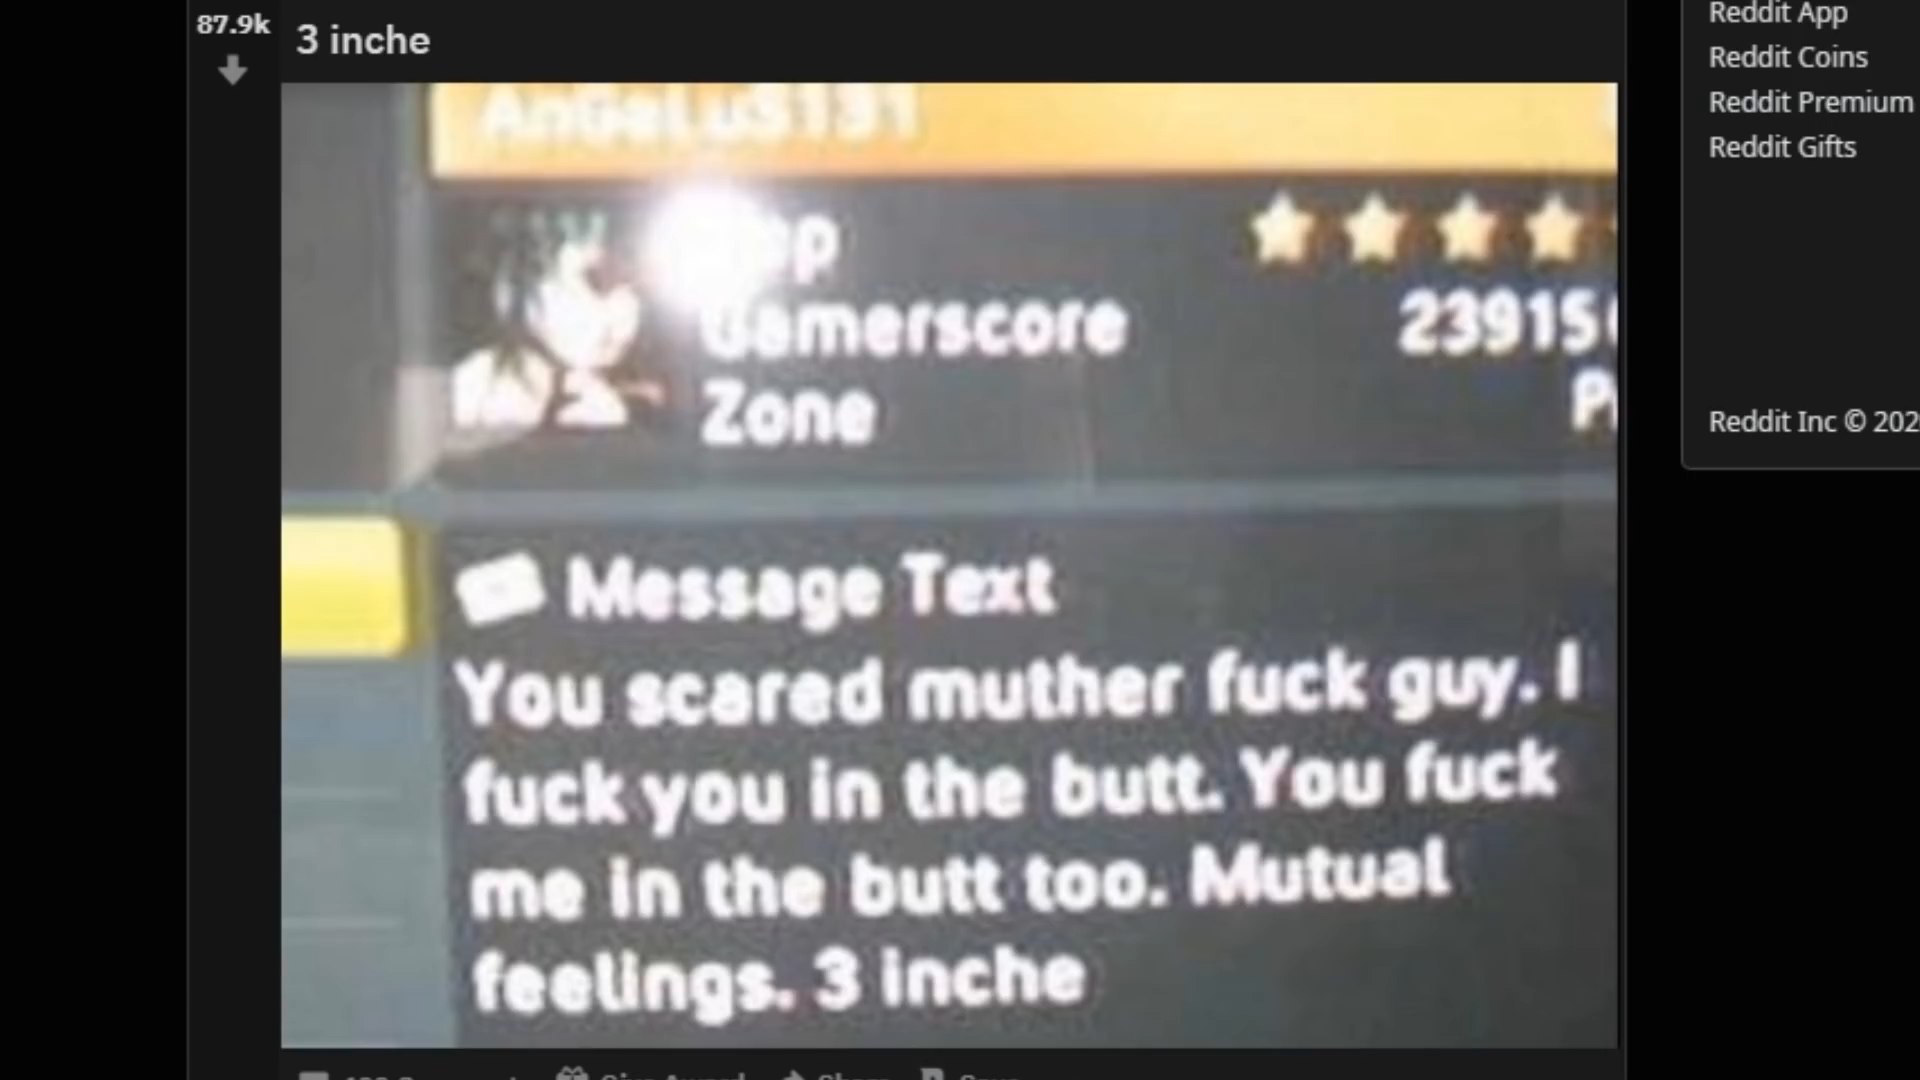 87.9k
3 inche
AnGeLuS131
Gamerscore
23915
Zone
Message Text
You scared muther fuck guy. I
fuck you in the butt. You fuck
me in the butt too. Mutual
feelings. 3 inche
Reddit App
Reddit Coins
Reddit Premium
Reddit Gifts
Reddit Inc © 202